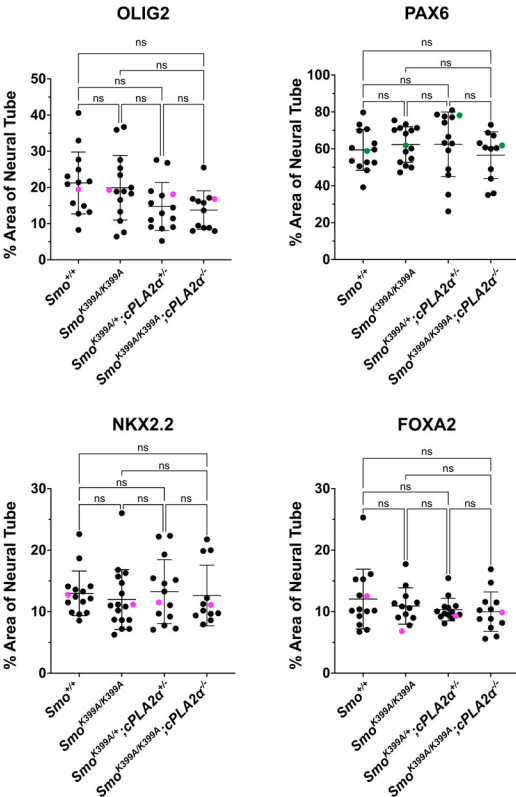 OLIG2
PAX6
ns
ns
ns
ns
ns
ns
ns ns ns
ns ns ns
% Area of Neural Tube
50
40
30
20
10
0
% Area of Neural Tube
100
80
60
40
20
0
Smo+/+
SmoK399A/K399A
SmoK399A/+;cPLA2α+/-
SmoK399A/K399A;cPLA2α-/-
Smo+/+
SmoK399A/K399A
SmoK399A/+;cPLA2α+/-
SmoK399A/K399A;cPLA2α-/-
NKX2.2
FOXA2
ns
ns
ns
ns
ns
ns
ns ns ns
ns ns ns
% Area of Neural Tube
30
20
10
0
% Area of Neural Tube
30
20
10
0
Smo+/+
SmoK399A/K399A
SmoK399A/+;cPLA2α+/-
SmoK399A/K399A;cPLA2α-/-
Smo+/+
SmoK399A/K399A
SmoK399A/+;cPLA2α+/-
SmoK399A/K399A;cPLA2α-/-